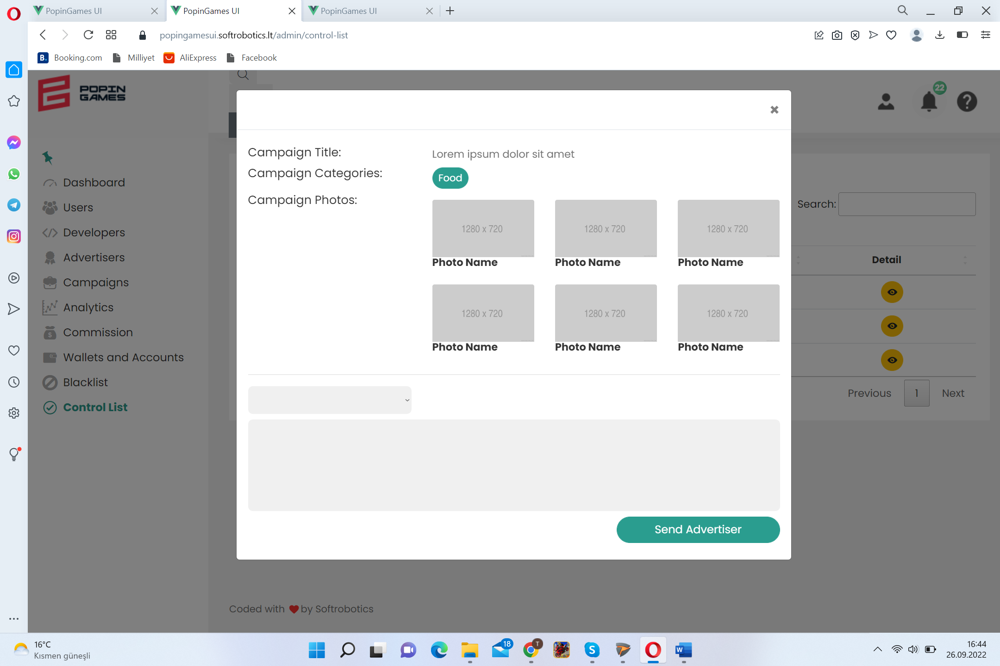 PopinGames UI
PopinGames UI
PopinGames UI
popingamesui.softrobotics.lt/admin/control-list
B. Booking.com
Milliyet
AliExpress
Facebook
POPIN GAMES
22
Dashboard
Users
Developers
Advertisers
Campaigns
Analytics
Commission
Wallets and Accounts
Blacklist
Control List
Campaign Title:
Lorem ipsum dolor sit amet
Campaign Categories:
Food
Campaign Photos:
1280 x 720
1280 x 720
1280 x 720
Photo Name
Photo Name
Photo Name
1280 x 720
1280 x 720
1280 x 720
Photo Name
Photo Name
Photo Name
Send Advertiser
Search:
Detail
Previous
1
Next
Coded with
by Softrobotics
16°C
Kısmen güneşli
18
T
S
W
16:44
26.09.2022